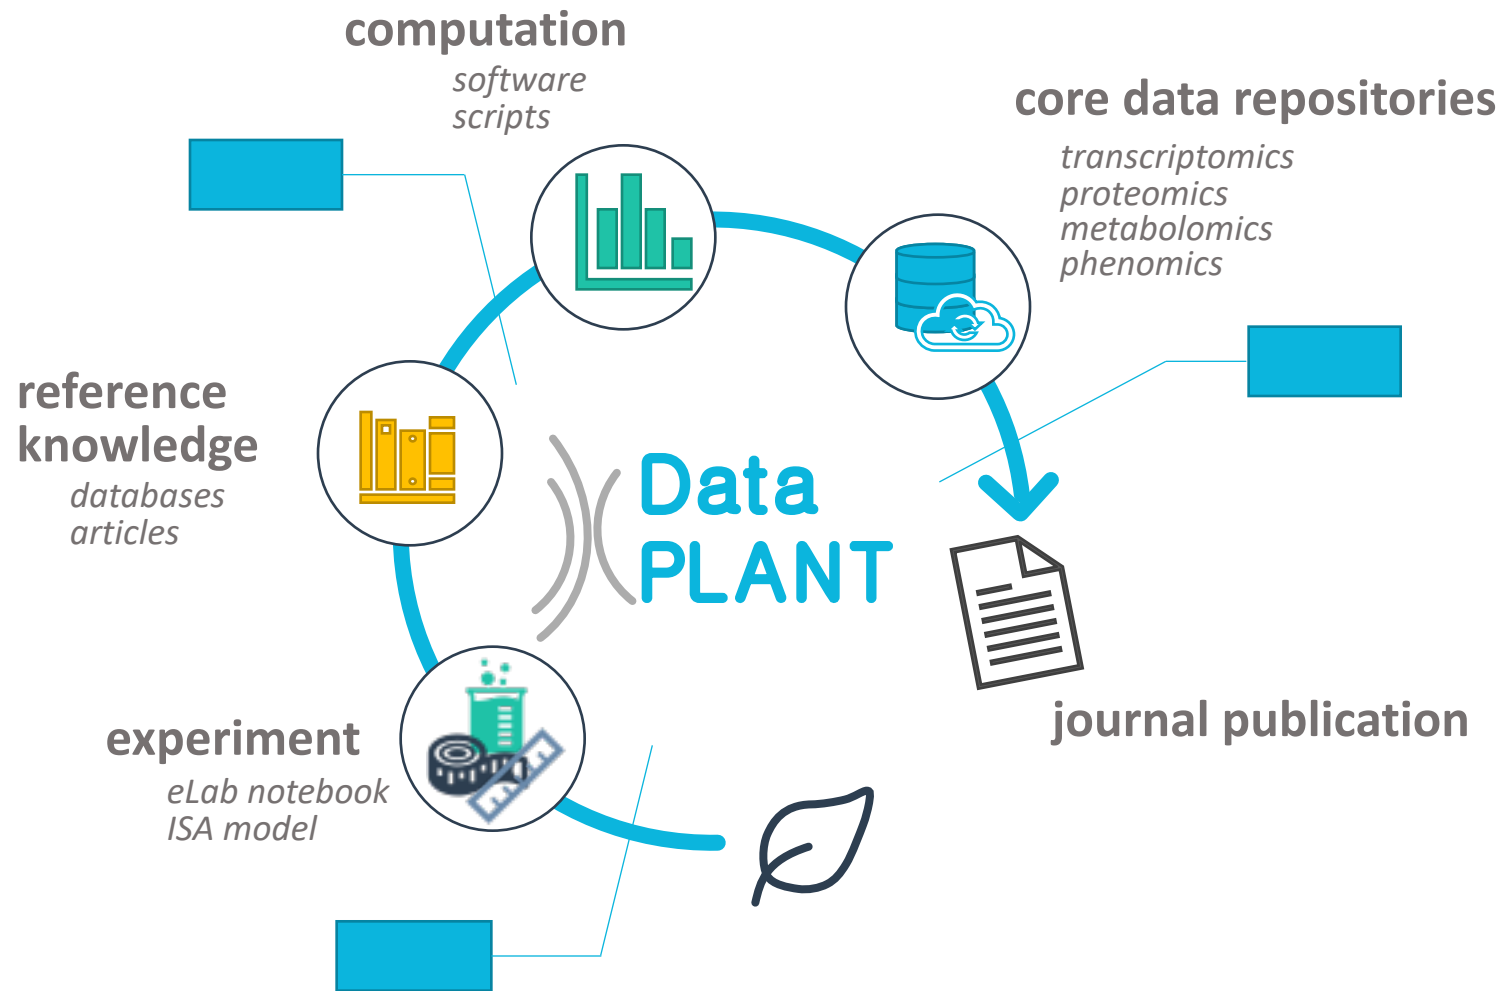 computation
software
scripts
core data repositories
transcriptomics
proteomics
metabolomics
phenomics
reference
knowledge
databases
articles
Data
PLANT
experiment
eLab notebook
ISA model
journal publication